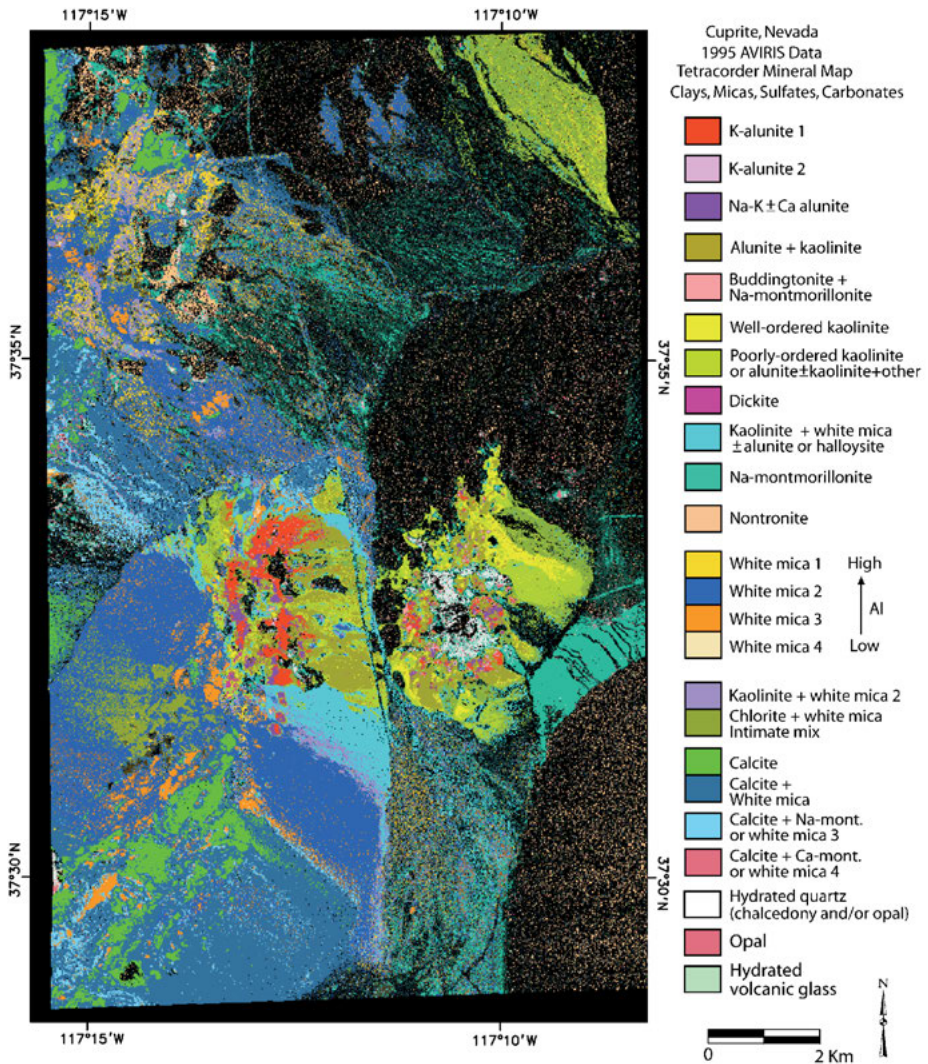 117°15'W
117°10'W
Cuprite, Nevada
1995 AVIRIS Data
Tetracorder Mineral Map
Clays, Micas, Sulfates, Carbonates
K-alunite 1
K-alunite 2
Na-K ± Ca alunite
Alunite + kaolinite
Buddingtonite +
Na-montmorillonite
Well-ordered kaolinite
37°35'N
37°35'N
Poorly-ordered kaolinite
or alunite±kaolinite+other
Dickite
Kaolinite + white mica
±alunite or halloysite
Na-montmorillonite
Nontronite
White mica 1
High
White mica 2
Al
White mica 3
White mica 4
Low
Kaolinite + white mica 2
Chlorite + white mica
Intimate mix
Calcite
Calcite +
White mica
Calcite + Na-mont.
or white mica 3
37°30'N
37°30'N
Calcite + Ca-mont.
or white mica 4
Hydrated quartz
(chalcedony and/or opal)
Opal
Hydrated
volcanic glass
N
117°15'W
117°10'W
0
2 Km